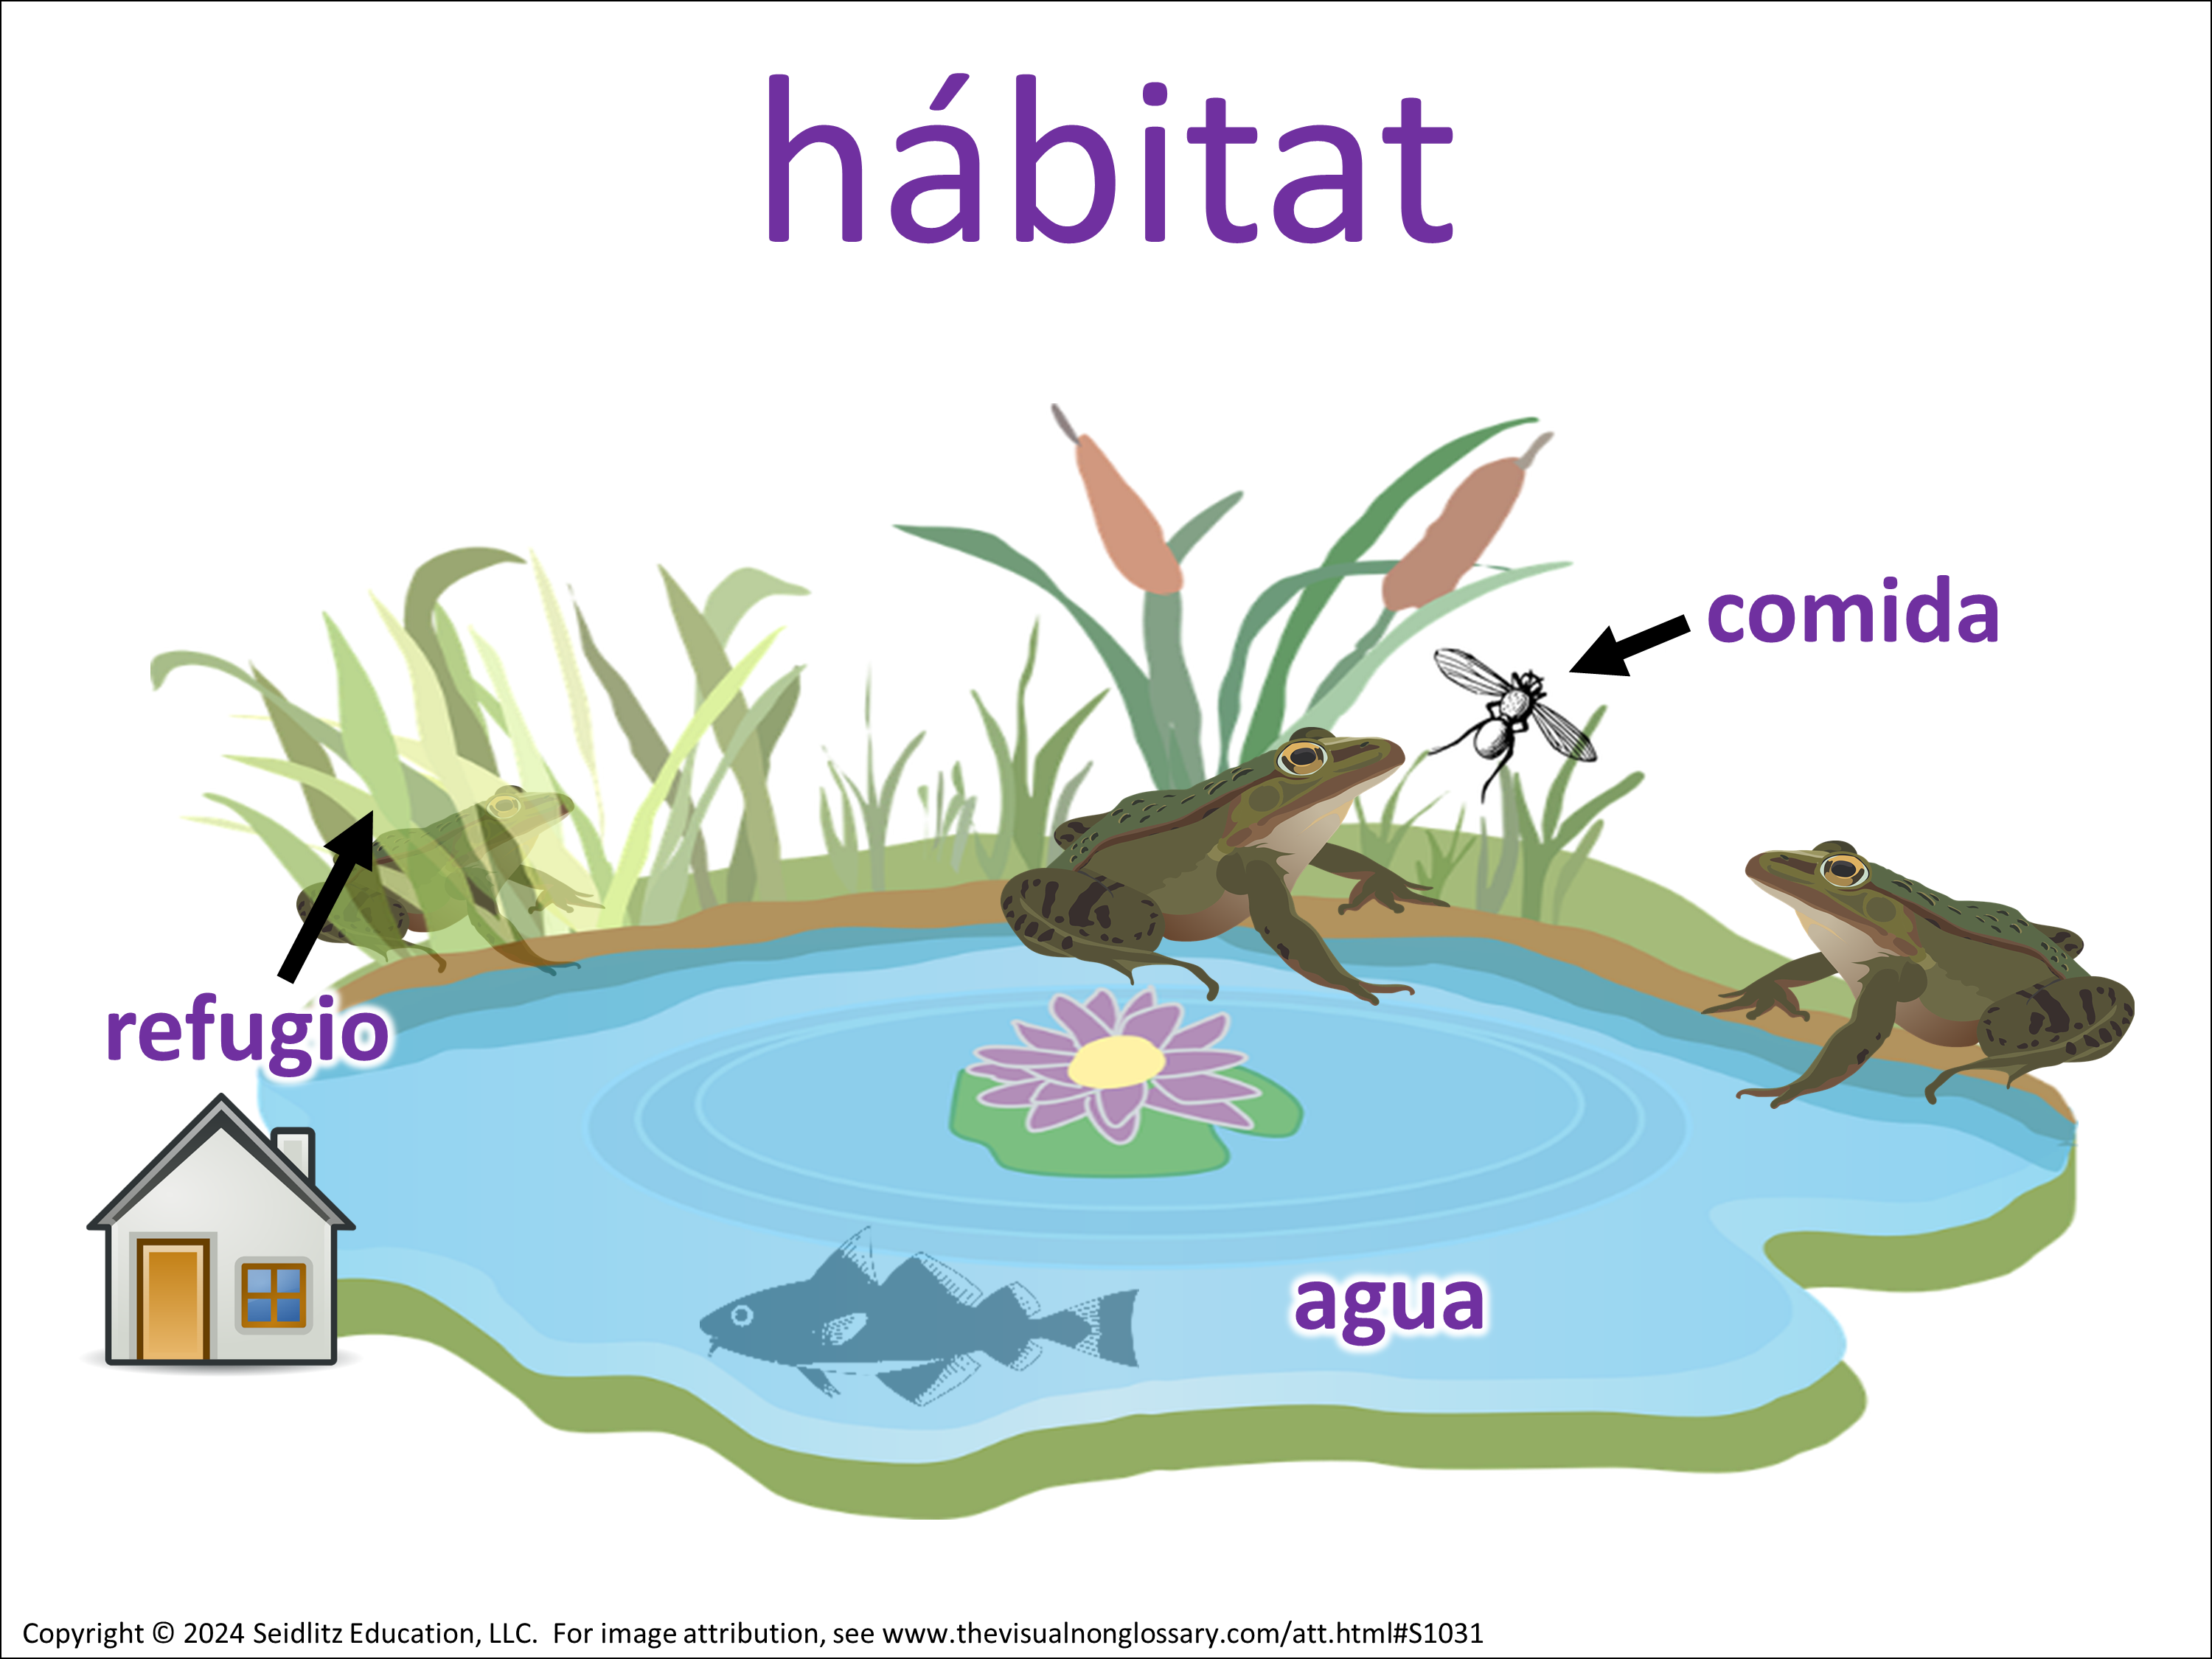 hábitat
comida
refugio
agua
Copyright © 2024 Seidlitz Education, LLC.  For image attribution, see www.thevisualnonglossary.com/att.html#S1031